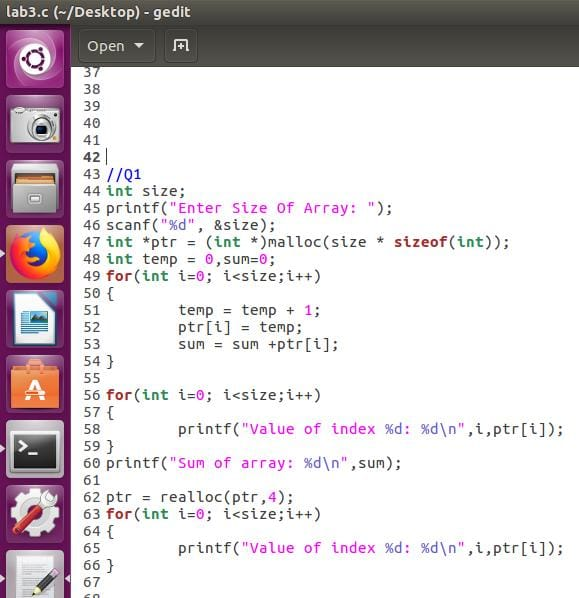 lab3.c (~/Desktop) - gedit
Open
37
38
39
40
41
42
43 //Q1
44 int size;
45 printf("Enter Size Of Array: ");
46 scanf("%d", &size);
47 int *ptr = (int *)malloc(size * sizeof(int));
48 int temp = 0,sum=0;
49 for(int i=0; i<size;i++)
50 {
51         temp = temp + 1;
52         ptr[i] = temp;
53         sum = sum +ptr[i];
54 }
55
56 for(int i=0; i<size;i++)
57 {
58         printf("Value of index %d: %d\n",i,ptr[i]);
59 }
60 printf("Sum of array: %d\n",sum);
61
62 ptr = realloc(ptr,4);
63 for(int i=0; i<size;i++)
64 {
65         printf("Value of index %d: %d\n",i,ptr[i]);
66 }
67
68